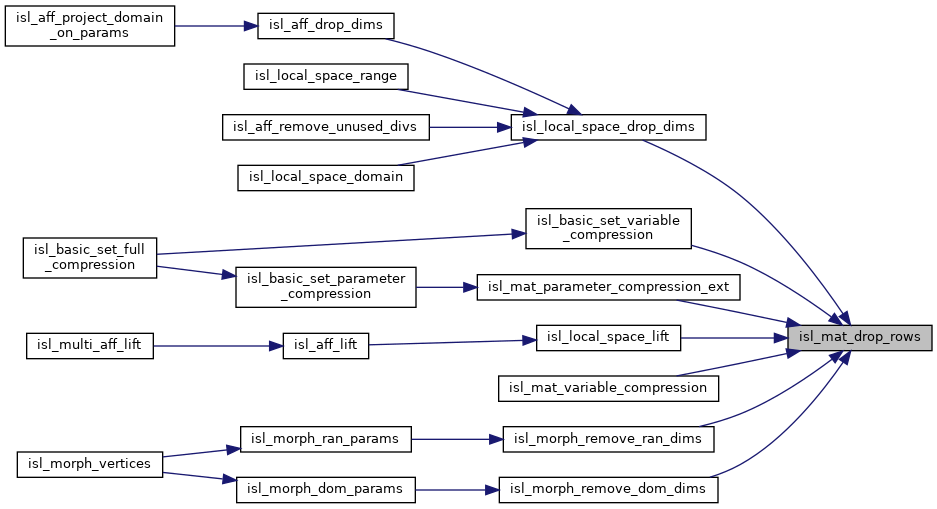 isl_aff_project_domain
_on_params
isl_aff_drop_dims
isl_local_space_range
isl_aff_remove_unused_divs
isl_local_space_drop_dims
isl_local_space_domain
isl_basic_set_variable
_compression
isl_basic_set_full
_compression
isl_basic_set_parameter
_compression
isl_mat_parameter_compression_ext
isl_multi_aff_lift
isl_aff_lift
isl_local_space_lift
isl_mat_drop_rows
isl_mat_variable_compression
isl_morph_ran_params
isl_morph_remove_ran_dims
isl_morph_vertices
isl_morph_dom_params
isl_morph_remove_dom_dims